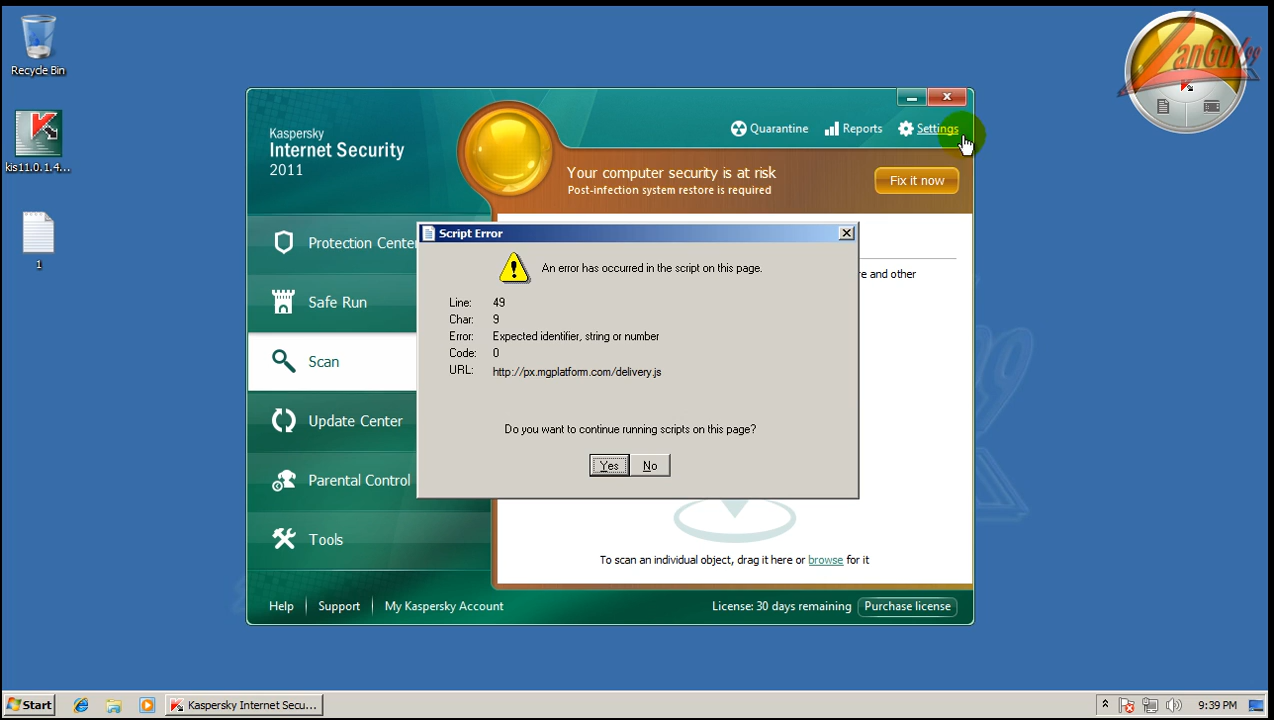 Recycle Bin
kis11.0.1.4...
1
Kaspersky
Internet Security
2011
Quarantine
Reports
Settings
Your computer security is at risk
Post-infection system restore is required
Fix it now
Protection Center
Safe Run
Scan
Update Center
Parental Control
Tools
re and other
Script Error
An error has occurred in the script on this page.
Line: 49
Char: 9
Error: Expected identifier, string or number
Code: 0
URL: http://px.mgplatform.com/delivery.js
Do you want to continue running scripts on this page?
Yes
No
To scan an individual object, drag it here or browse for it
Help
Support
My Kaspersky Account
License: 30 days remaining
Purchase license
Start
Kaspersky Internet Secu...
9:39 PM